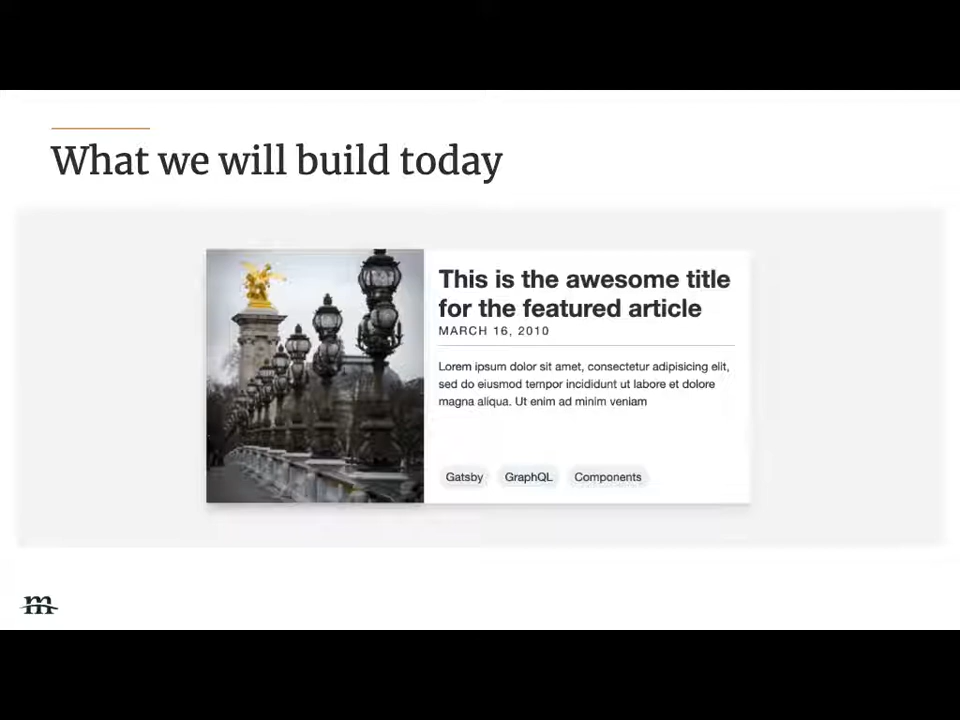 What we will build today
This is the awesome title
for the featured article
MARCH 16, 2010
Lorem ipsum dolor sit amet, consectetur adipisicing elit,
sed do eiusmod tempor incididunt ut labore et dolore
magna aliqua. Ut enim ad minim veniam
Gatsby GraphQL Components
m